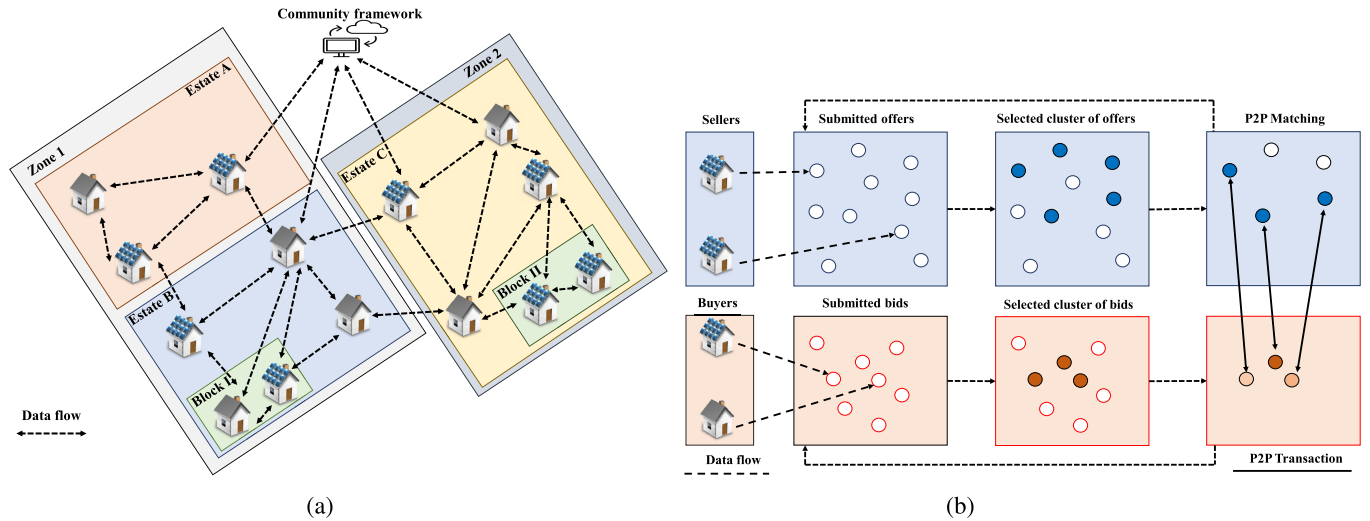 Community framework
Estate A
Zone 1
Zone 2
Estate C
Estate B
Block II
Block I
Data flow
(a)
Sellers
Submitted offers
Selected cluster of offers
P2P Matching
Buyers
Submitted bids
Selected cluster of bids
Data flow
P2P Transaction
(b)